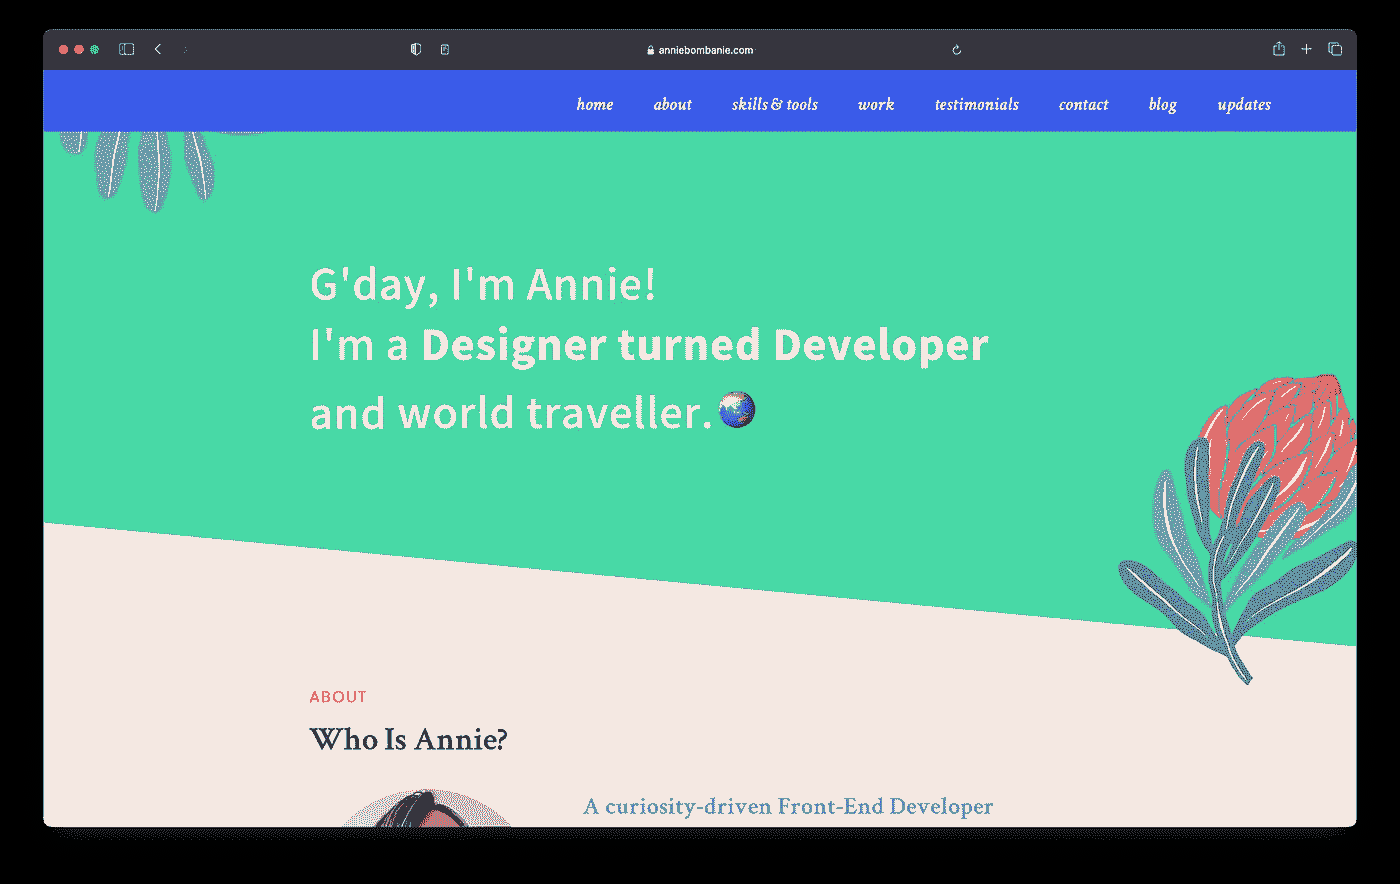 anniebombanie.com
home about skills & tools work testimonials contact blog updates
G'day, I'm Annie!
I'm a Designer turned Developer
and world traveller.
ABOUT
Who Is Annie?
A curiosity-driven Front-End Developer